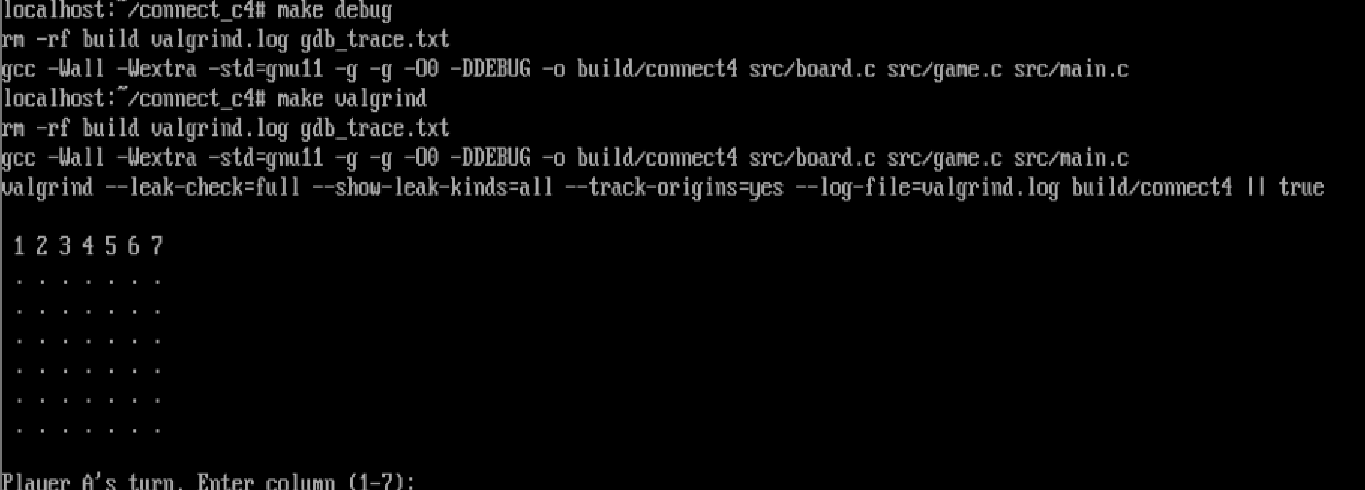 localhost:~/connect_c4# make debug
rm -rf build valgrind.log gdb_trace.txt
gcc -Wall -Wextra -std=gnu11 -g -g -O0 -DDEBUG -o build/connect4 src/board.c src/game.c src/main.c
localhost:~/connect_c4# make valgrind
rm -rf build valgrind.log gdb_trace.txt
gcc -Wall -Wextra -std=gnu11 -g -g -O0 -DDEBUG -o build/connect4 src/board.c src/game.c src/main.c
valgrind --leak-check=full --show-leak-kinds=all --track-origins=yes --log-file=valgrind.log build/connect4 || true
1 2 3 4 5 6 7
. . . . . . .
. . . . . . .
. . . . . . .
. . . . . . .
. . . . . . .
. . . . . . .
Player A's turn. Enter column (1-7):